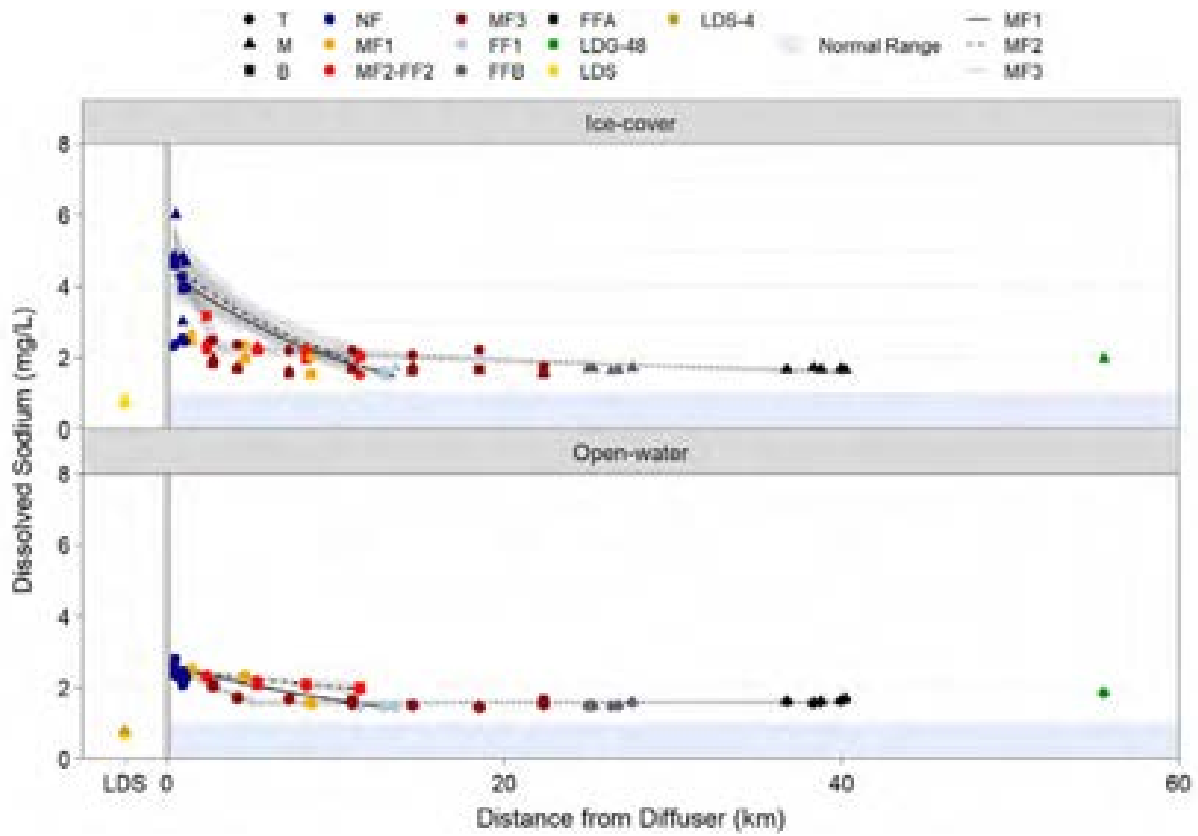 T NF MF3 FFA LDS-4 MF1
M MF1 FF1 LDG-48 Normal Range MF2
B MF2-FF2 FFB LDS MF3
Ice-cover
8
6
4
2
0
Open-water
8
6
4
2
0
Dissolved Sodium (mg/L)
LDS 0 20 40 60
Distance from Diffuser (km)